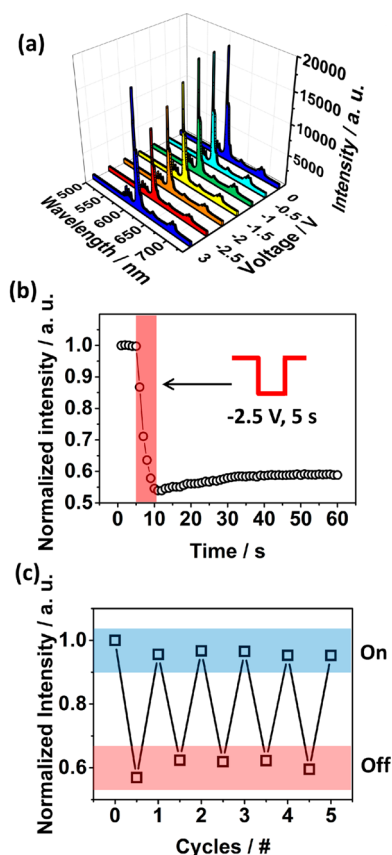 (a)
20000
15000
10000
5000
Intensity / a. u.
500
550
600
650
700
Wavelength / nm
0
-0.5
-1
-1.5
-2
-2.5
3
Voltage / V
(b)
1.0
0.9
0.8
0.7
0.6
0.5
Normalized intensity / a. u.
-2.5 V, 5 s
0 10 20 30 40 50 60
Time / s
(c)
1.0
0.8
0.6
Normalized Intensity / a. u.
On
Off
0 1 2 3 4 5
Cycles / #